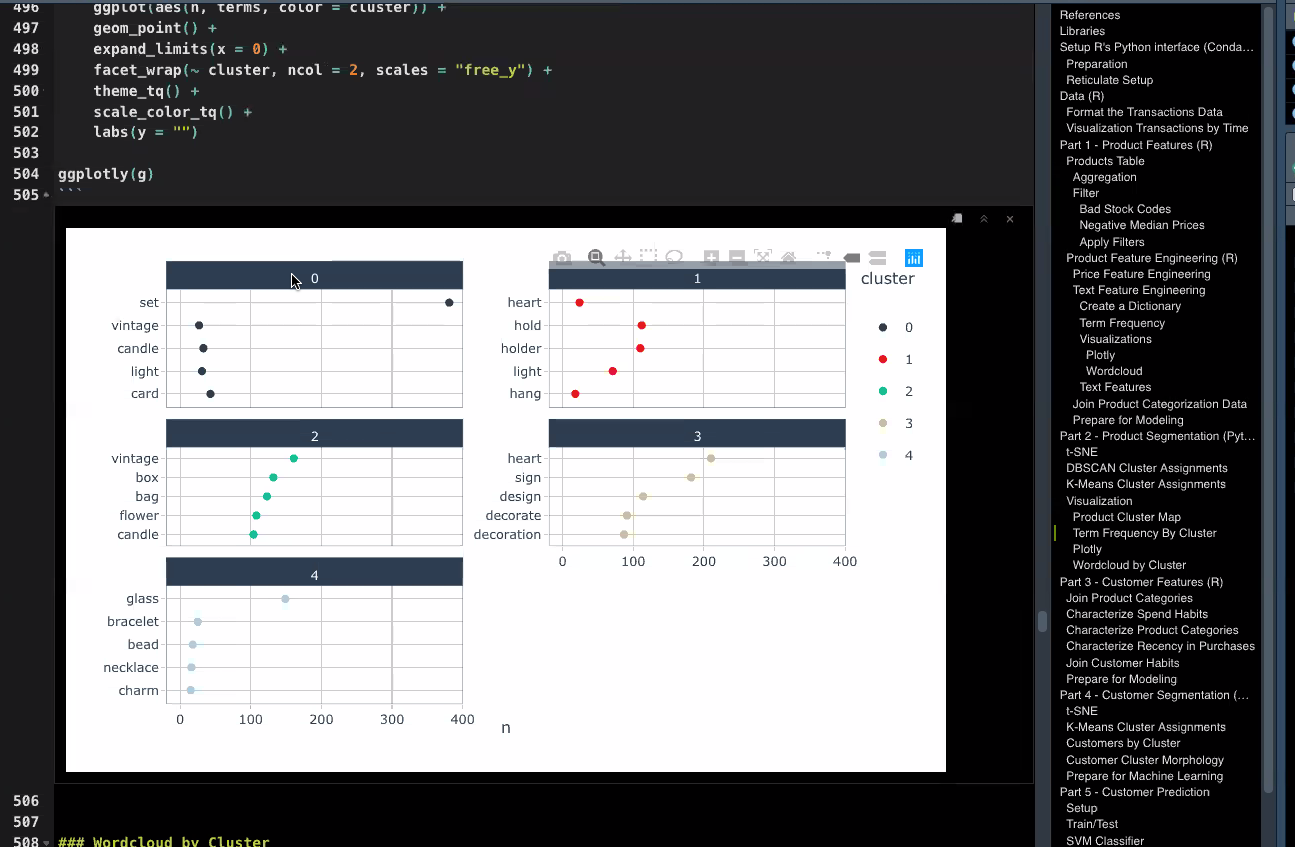 496 ggplot(aes(n, terms, color = cluster)) +
497 geom_point() +
498 expand_limits(x = 0) +
499 facet_wrap(~ cluster, ncol = 2, scales = "free_y") +
500 theme_tq() +
501 scale_color_tq() +
502 labs(y = "")
503
504 ggplotly(g)
505 ```
0
set
vintage
candle
light
card
1
heart
hold
holder
light
hang
cluster
0
1
2
3
4
2
vintage
box
bag
flower
candle
3
heart
sign
design
decorate
decoration
0 100 200 300 400
4
glass
bracelet
bead
necklace
charm
0 100 200 300 400
n
506
507
508 ### Wordcloud by Cluster
References
Libraries
Setup R's Python interface (Conda...
Preparation
Reticulate Setup
Data (R)
Format the Transactions Data
Visualization Transactions by Time
Part 1 - Product Features (R)
Products Table
Aggregation
Filter
Bad Stock Codes
Negative Median Prices
Apply Filters
Product Feature Engineering (R)
Price Feature Engineering
Text Feature Engineering
Create a Dictionary
Term Frequency
Visualizations
Plotly
Wordcloud
Text Features
Join Product Categorization Data
Prepare for Modeling
Part 2 - Product Segmentation (Pyt...
t-SNE
DBSCAN Cluster Assignments
K-Means Cluster Assignments
Visualization
Product Cluster Map
Term Frequency By Cluster
Plotly
Wordcloud by Cluster
Part 3 - Customer Features (R)
Join Product Categories
Characterize Spend Habits
Characterize Product Categories
Characterize Recency in Purchases
Join Customer Habits
Prepare for Modeling
Part 4 - Customer Segmentation (...
t-SNE
K-Means Cluster Assignments
Customers by Cluster
Customer Cluster Morphology
Prepare for Machine Learning
Part 5 - Customer Prediction
Setup
Train/Test
SVM Classifier